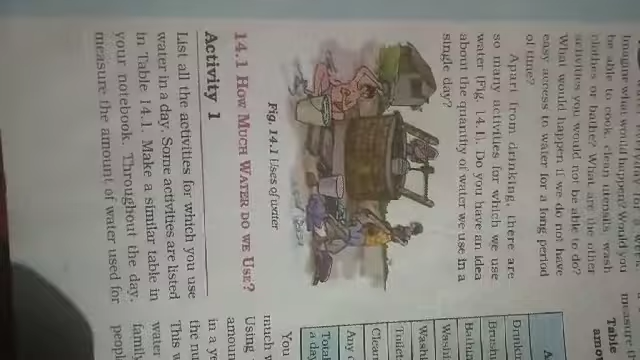 Imagine what would happen? Would you
be able to cook, clean utensils, wash
clothes or bathe? What are the other
activities you would not be able to do?
What would happen if we do not have
easy access to water for a long period
of time?
Apart from drinking, there are
so many activities for which we use
water (Fig. 14.1). Do you have an idea
about the quantity of water we use in a
single day?
Fig. 14.1 Uses of water
14.1 HOW MUCH WATER DO WE USE?
Activity 1
List all the activities for which you use
water in a day. Some activities are listed
in Table 14.1. Make a similar table in
your notebook. Throughout the day,
measure the amount of water used for
measure
Table
amou
Drinki
Brush
Bathin
Washi
Washi
Toilet
Clean
Any o
Total
a day
You
much w
Using
amoun
in a ye
the nu
This w
water
family
people